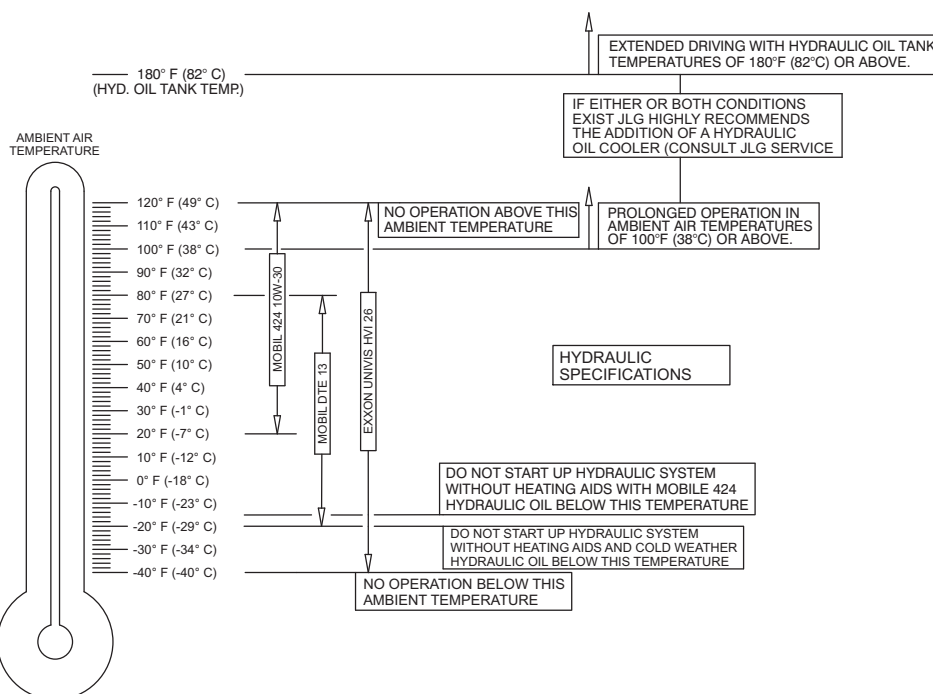 EXTENDED DRIVING WITH HYDRAULIC OIL TANK
TEMPERATURES OF 180°F (82°C) OR ABOVE.
180° F (82° C)
(HYD. OIL TANK TEMP.)
IF EITHER OR BOTH CONDITIONS
EXIST JLG HIGHLY RECOMMENDS
THE ADDITION OF A HYDRAULIC
OIL COOLER (CONSULT JLG SERVICE
AMBIENT AIR
TEMPERATURE
120° F (49° C)
110° F (43° C)
100° F (38° C)
90° F (32° C)
80° F (27° C)
70° F (21° C)
60° F (16° C)
50° F (10° C)
40° F (4° C)
30° F (-1° C)
20° F (-7° C)
10° F (-12° C)
0° F (-18° C)
-10° F (-23° C)
-20° F (-29° C)
-30° F (-34° C)
-40° F (-40° C)
NO OPERATION ABOVE THIS
AMBIENT TEMPERATURE
PROLONGED OPERATION IN
AMBIENT AIR TEMPERATURES
OF 100°F (38°C) OR ABOVE.
MOBIL 424 10W-30
MOBIL DTE 13
EXXON UNIVIS HVI 26
HYDRAULIC
SPECIFICATIONS
DO NOT START UP HYDRAULIC SYSTEM
WITHOUT HEATING AIDS WITH MOBILE 424
HYDRAULIC OIL BELOW THIS TEMPERATURE
DO NOT START UP HYDRAULIC SYSTEM
WITHOUT HEATING AIDS AND COLD WEATHER
HYDRAULIC OIL BELOW THIS TEMPERATURE
NO OPERATION BELOW THIS
AMBIENT TEMPERATURE